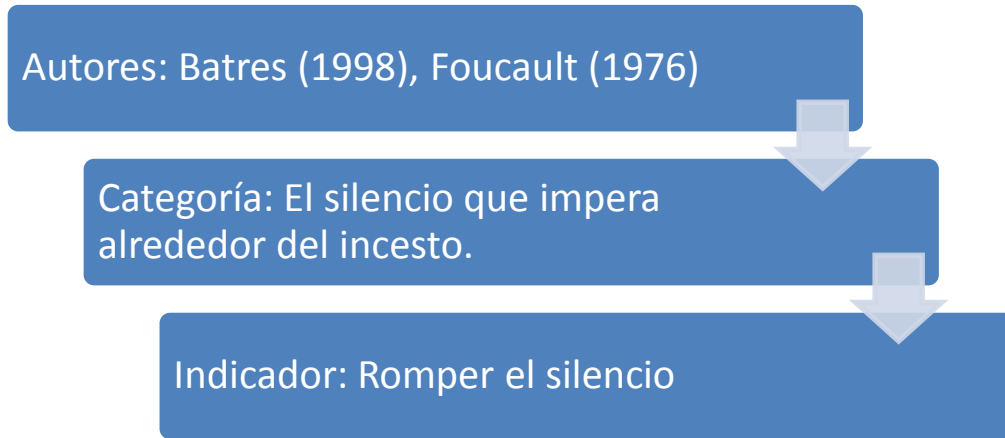 Autores: Batres (1998), Foucault (1976)
Categoría: El silencio que impera
alrededor del incesto.
Indicador: Romper el silencio